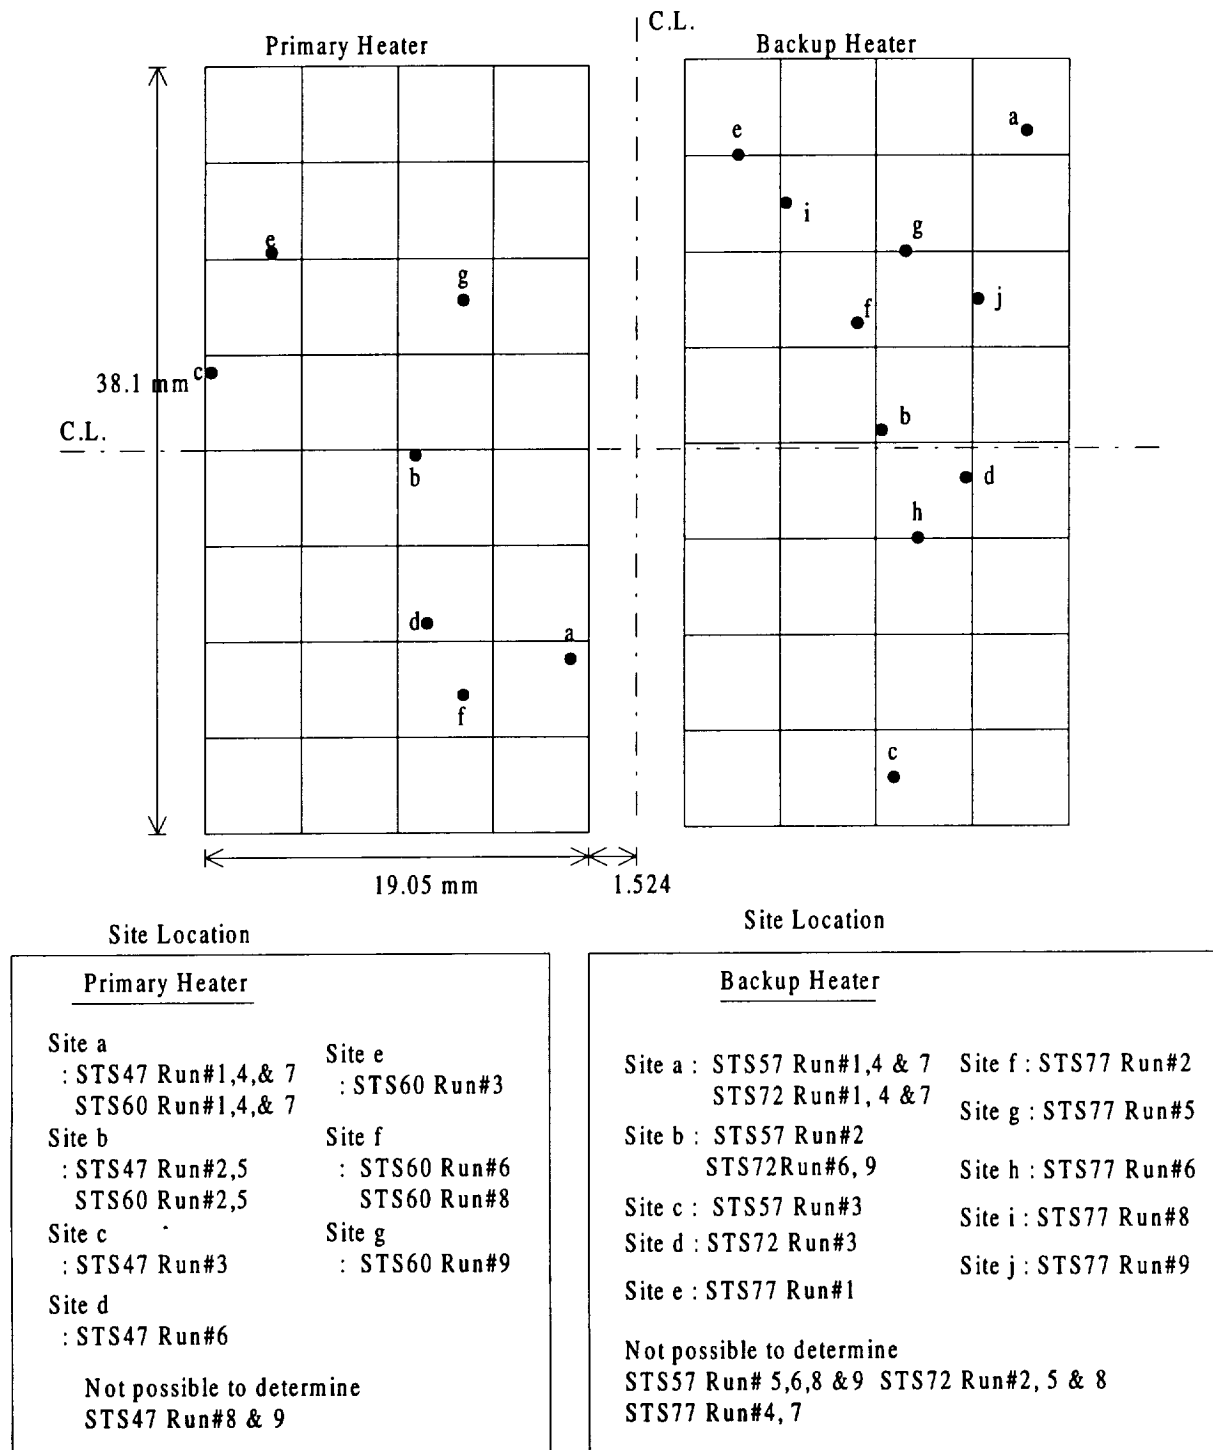 C.L.
Primary Heater
Backup Heater
e
a
i
g
j
f
b
d
h
c
e
g
c
38.1 mm
C.L.
b
d
a
f
19.05 mm
1.524
Site Location
Primary Heater
Site a
: STS47 Run#1,4,& 7
STS60 Run#1,4,& 7
Site b
: STS47 Run#2,5
STS60 Run#2,5
Site c
: STS47 Run#3
Site d
: STS47 Run#6
Site e
: STS60 Run#3
Site f
: STS60 Run#6
STS60 Run#8
Site g
: STS60 Run#9
Not possible to determine
STS47 Run#8 & 9
Site Location
Backup Heater
Site a : STS57 Run#1,4 & 7
STS72 Run#1, 4 &7
Site b : STS57 Run#2
STS72Run#6, 9
Site c : STS57 Run#3
Site d : STS72 Run#3
Site e : STS77 Run#1
Site f : STS77 Run#2
Site g : STS77 Run#5
Site h : STS77 Run#6
Site i : STS77 Run#8
Site j : STS77 Run#9
Not possible to determine
STS57 Run# 5,6,8 &9 STS72 Run#2, 5 & 8
STS77 Run#4, 7